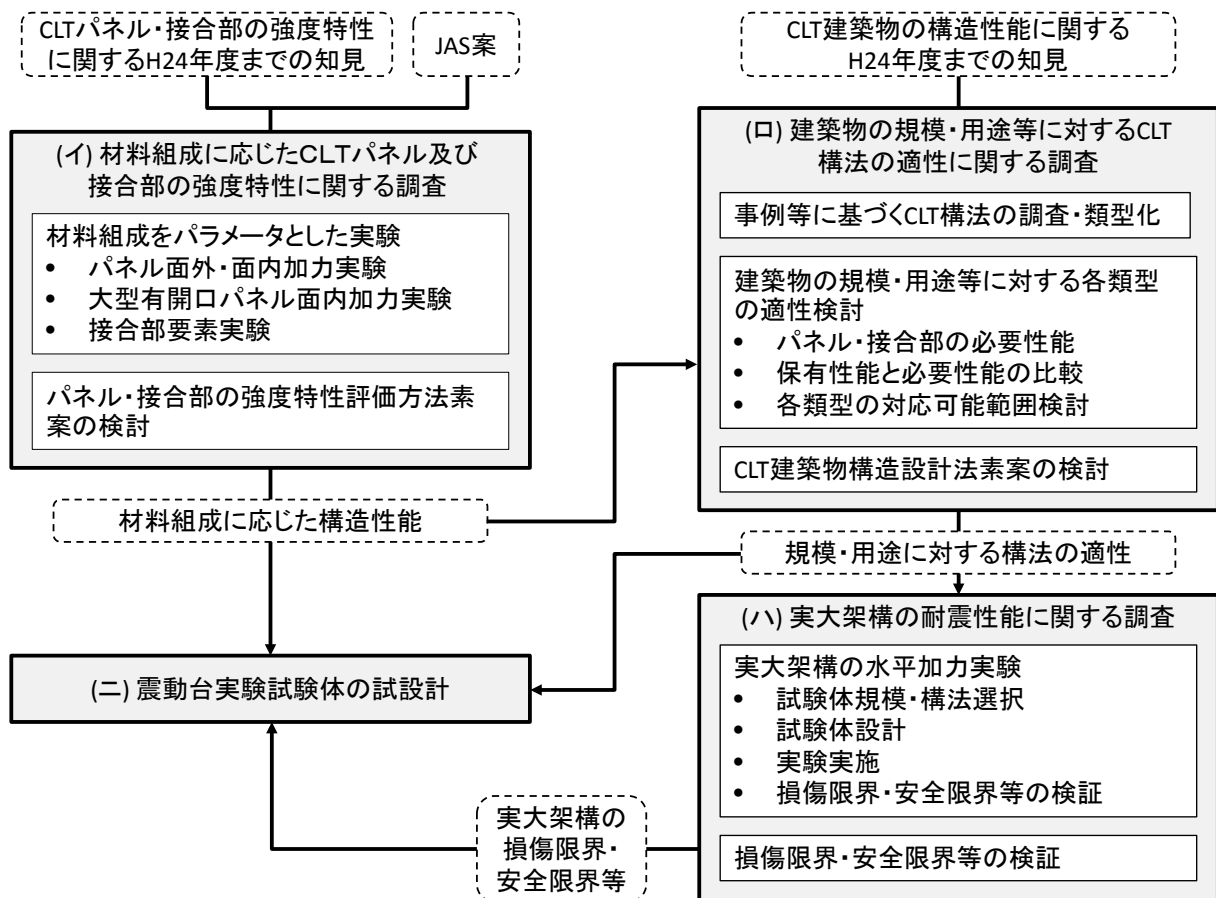 CLTパネル・接合部の強度特性
に関するH24年度までの知見
JAS案
(イ) 材料組成に応じたＣＬＴパネル及び
接合部の強度特性に関する調査
材料組成をパラメータとした実験
• パネル面外・面内加力実験
• 大型有開口パネル面内加力実験
• 接合部要素実験
パネル・接合部の強度特性評価方法素
案の検討
材料組成に応じた構造性能
CLT建築物の構造性能に関する
H24年度までの知見
(ロ) 建築物の規模・用途等に対するCLT
構法の適性に関する調査
事例等に基づくCLT構法の調査・類型化
建築物の規模・用途等に対する各類型
の適性検討
• パネル・接合部の必要性能
• 保有性能と必要性能の比較
• 各類型の対応可能範囲検討
CLT建築物構造設計法素案の検討
規模・用途に対する構法の適性
(ハ) 実大架構の耐震性能に関する調査
実大架構の水平加力実験
• 試験体規模・構法選択
• 試験体設計
• 実験実施
• 損傷限界・安全限界等の検証
損傷限界・安全限界等の検証
実大架構の
損傷限界・
安全限界等
(ニ) 震動台実験試験体の試設計